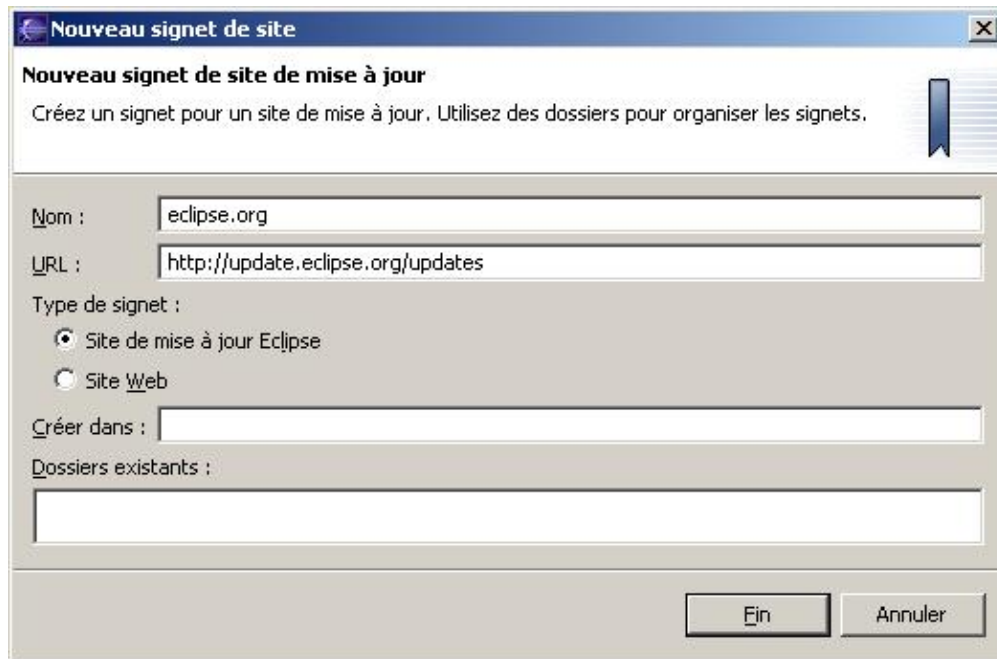 Nouveau signet de site
Nouveau signet de site de mise à jour
Créez un signet pour un site de mise à jour. Utilisez des dossiers pour organiser les signets.
Nom : eclipse.org
URL : http://update.eclipse.org/updates
Type de signet :
Site de mise à jour Eclipse
Site Web
Créer dans :
Dossiers existants :
Fin Annuler